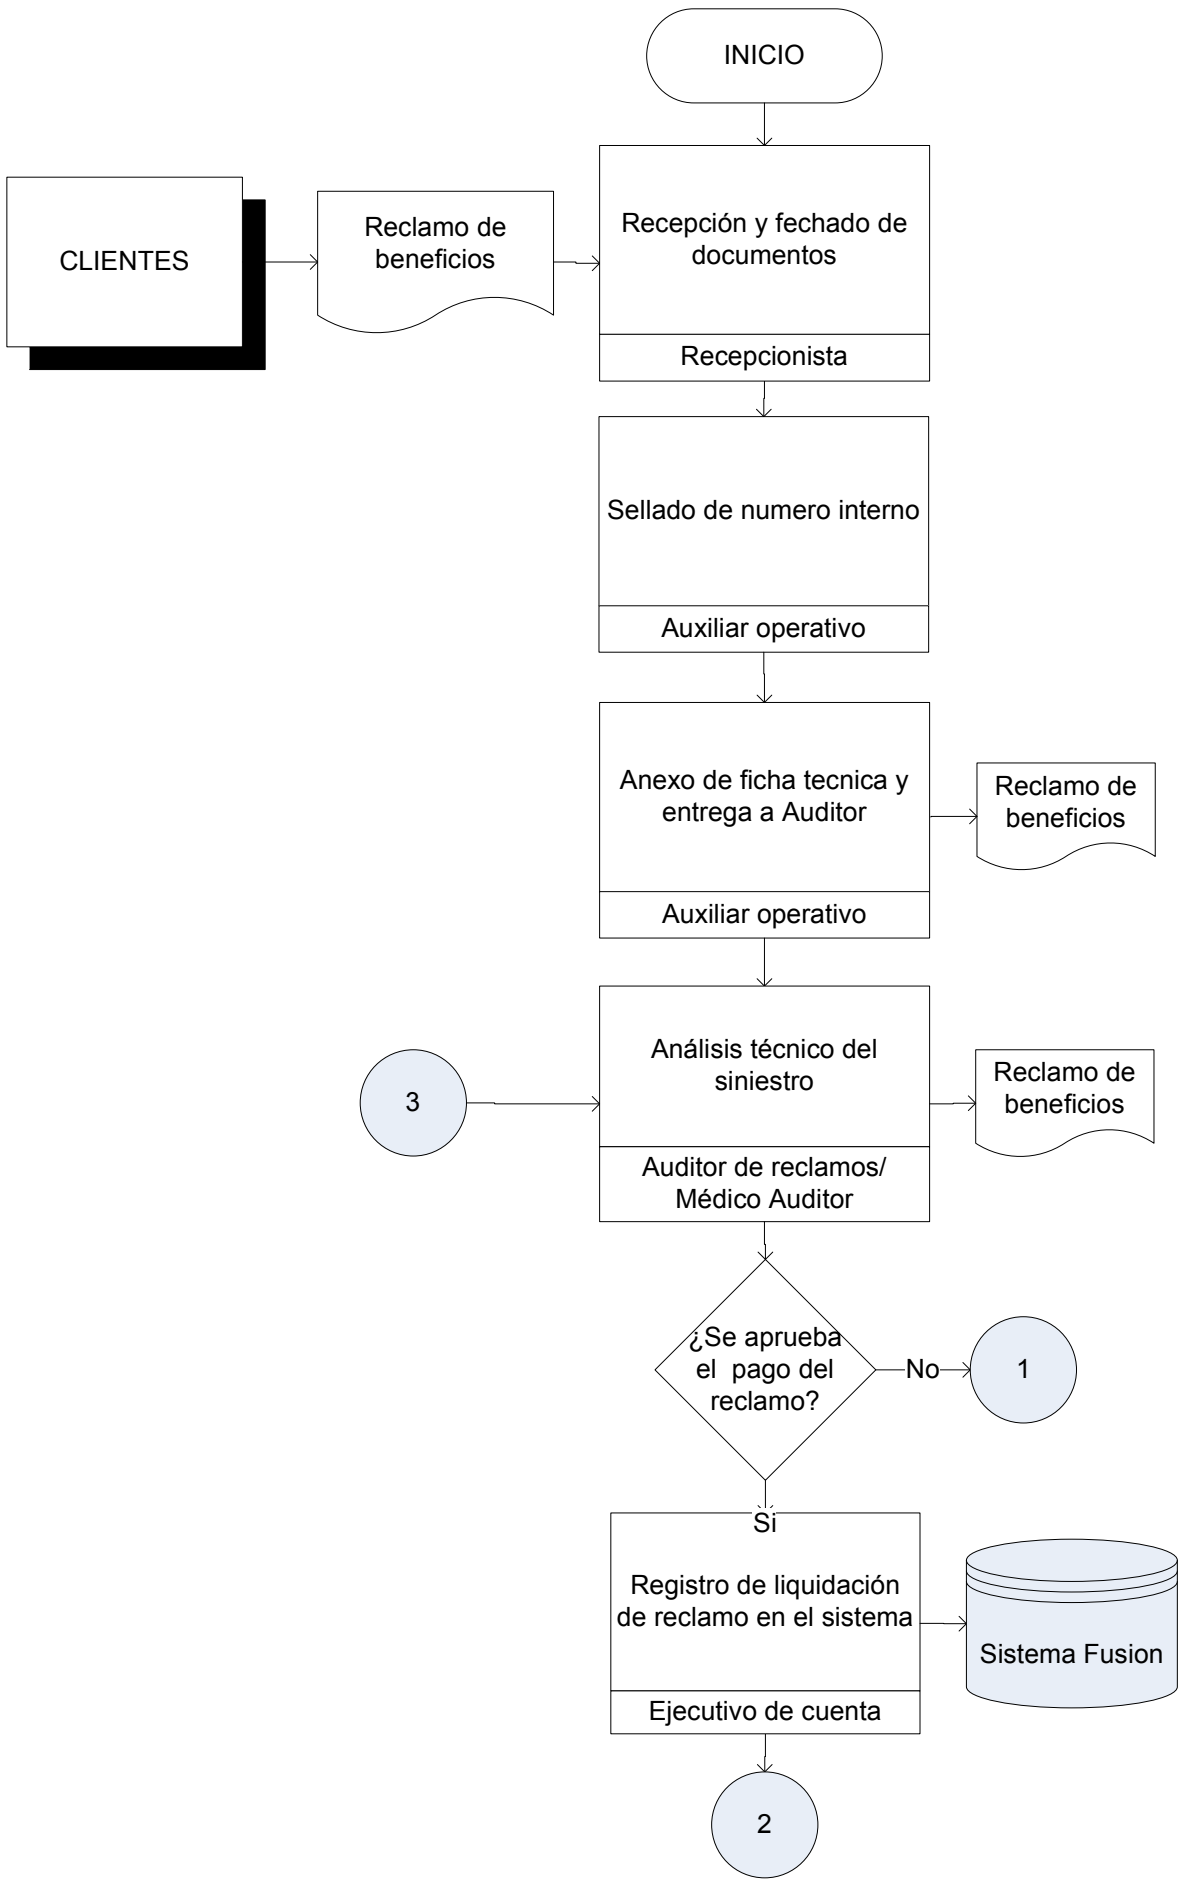 INICIO
CLIENTES
Reclamo de
beneficios
Recepción y fechado de
documentos
Recepcionista
Sellado de numero interno
Auxiliar operativo
Anexo de ficha tecnica y
entrega a Auditor
Auxiliar operativo
Reclamo de
beneficios
3
Análisis técnico del
siniestro
Auditor de reclamos/
Médico Auditor
Reclamo de
beneficios
¿Se aprueba
el  pago del
reclamo?
No
1
Si
Registro de liquidación
de reclamo en el sistema
Ejecutivo de cuenta
Sistema Fusion
2